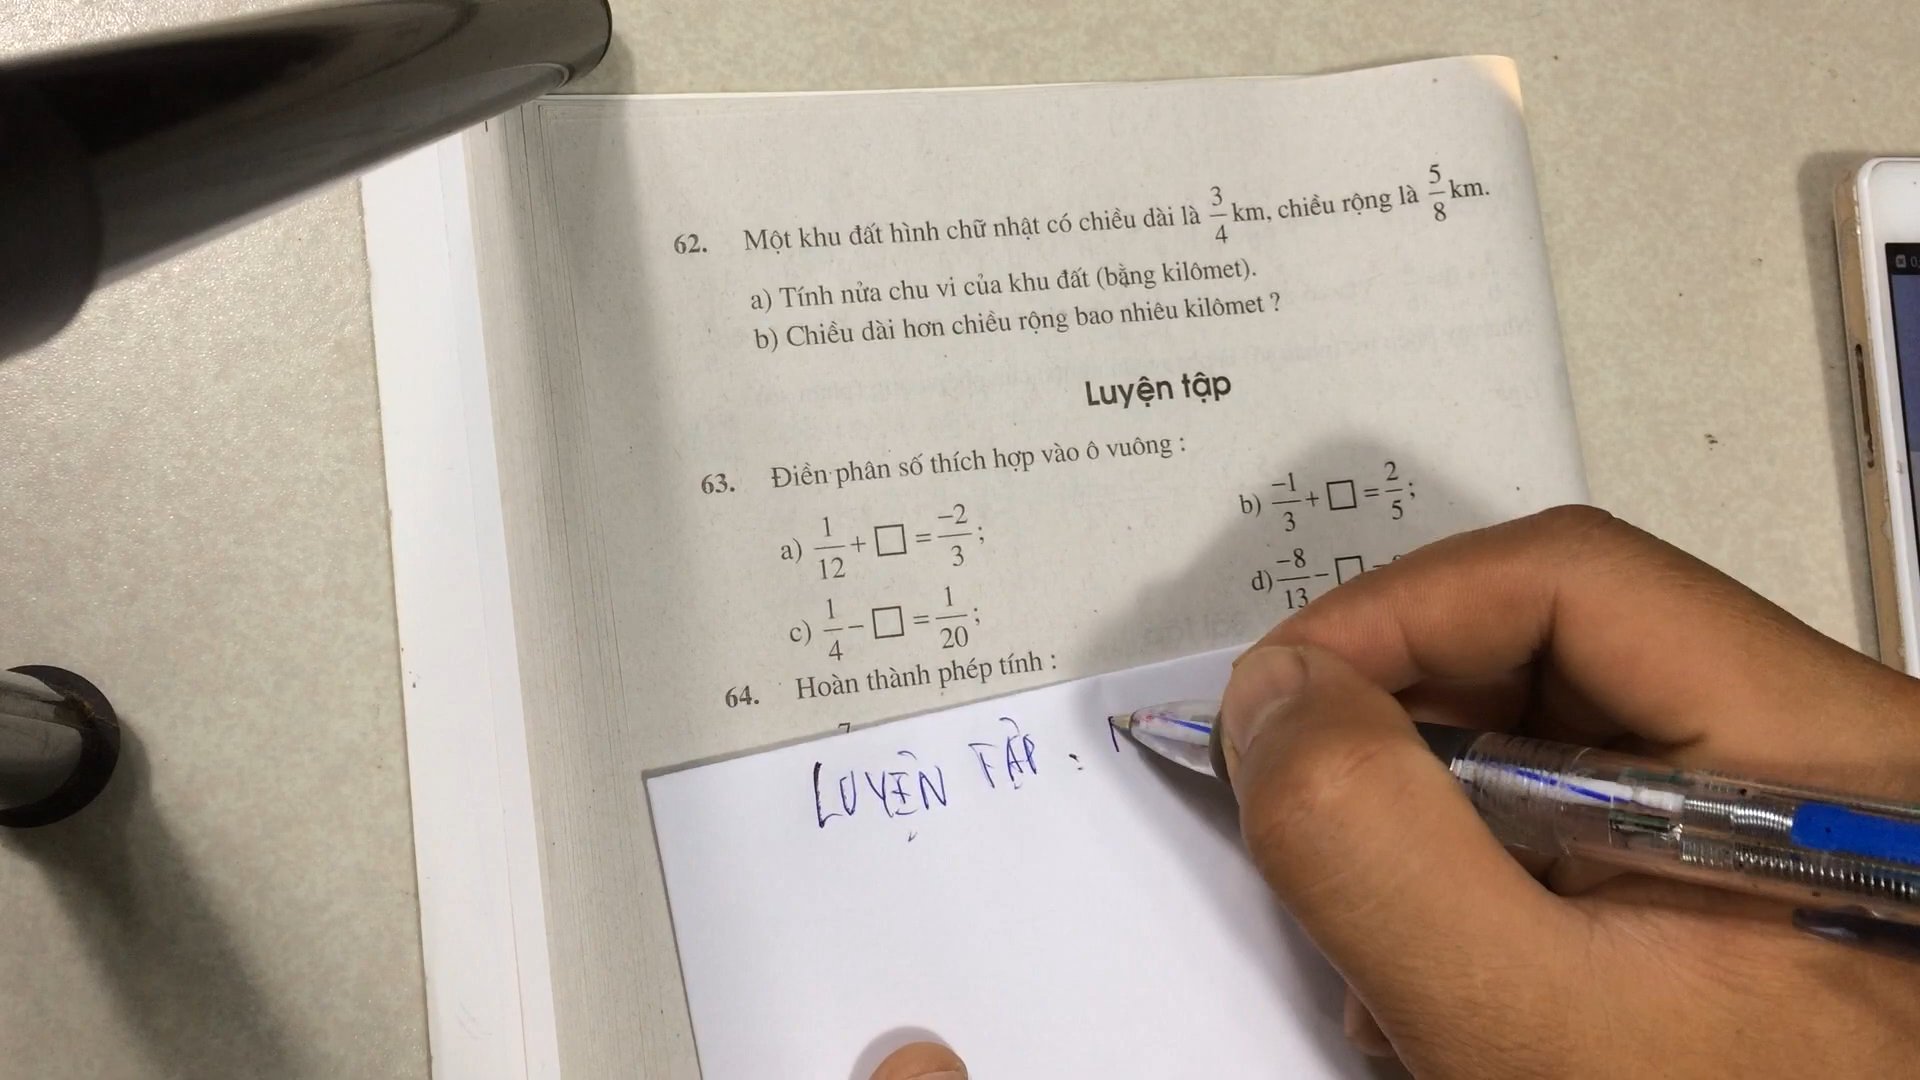 62. Một khu đất hình chữ nhật có chiều dài là 3/4 km, chiều rộng là 5/8 km.
a) Tính nửa chu vi của khu đất (bằng kilômet).
b) Chiều dài hơn chiều rộng bao nhiêu kilômet ?
Luyện tập
63. Điền phân số thích hợp vào ô vuông :
a) 1/12 + □ = -2/3 ;
b) -1/3 + □ = 2/5 ;
c) 1/4 − □ = 1/20 ;
d) -8/13 − □ =
64. Hoàn thành phép tính :
LUYỆN TẬP :